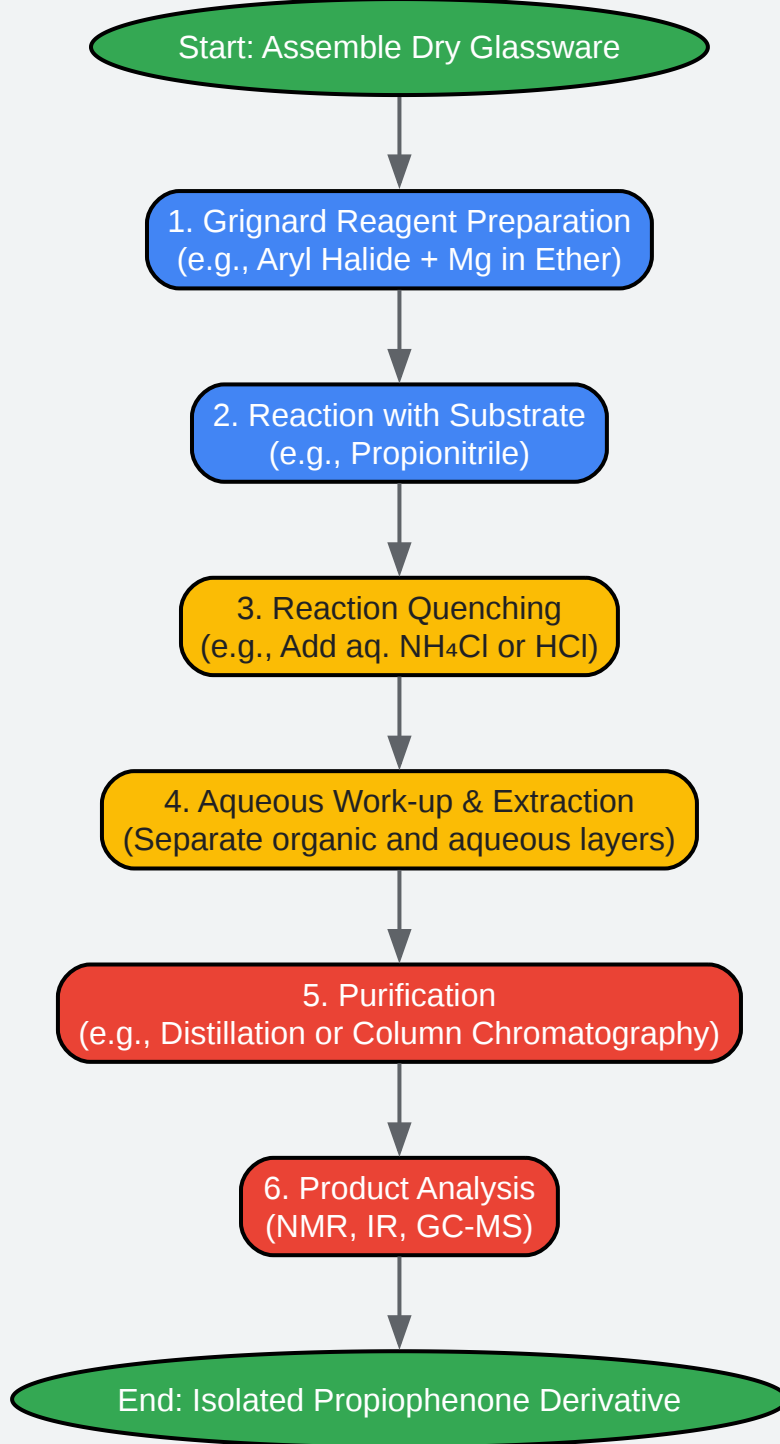 Start: Assemble Dry Glassware
1. Grignard Reagent Preparation
(e.g., Aryl Halide + Mg in Ether)
2. Reaction with Substrate
(e.g., Propionitrile)
3. Reaction Quenching
(e.g., Add aq. NH₄Cl or HCl)
4. Aqueous Work-up & Extraction
(Separate organic and aqueous layers)
5. Purification
(e.g., Distillation or Column Chromatography)
6. Product Analysis
(NMR, IR, GC-MS)
End: Isolated Propiophenone Derivative